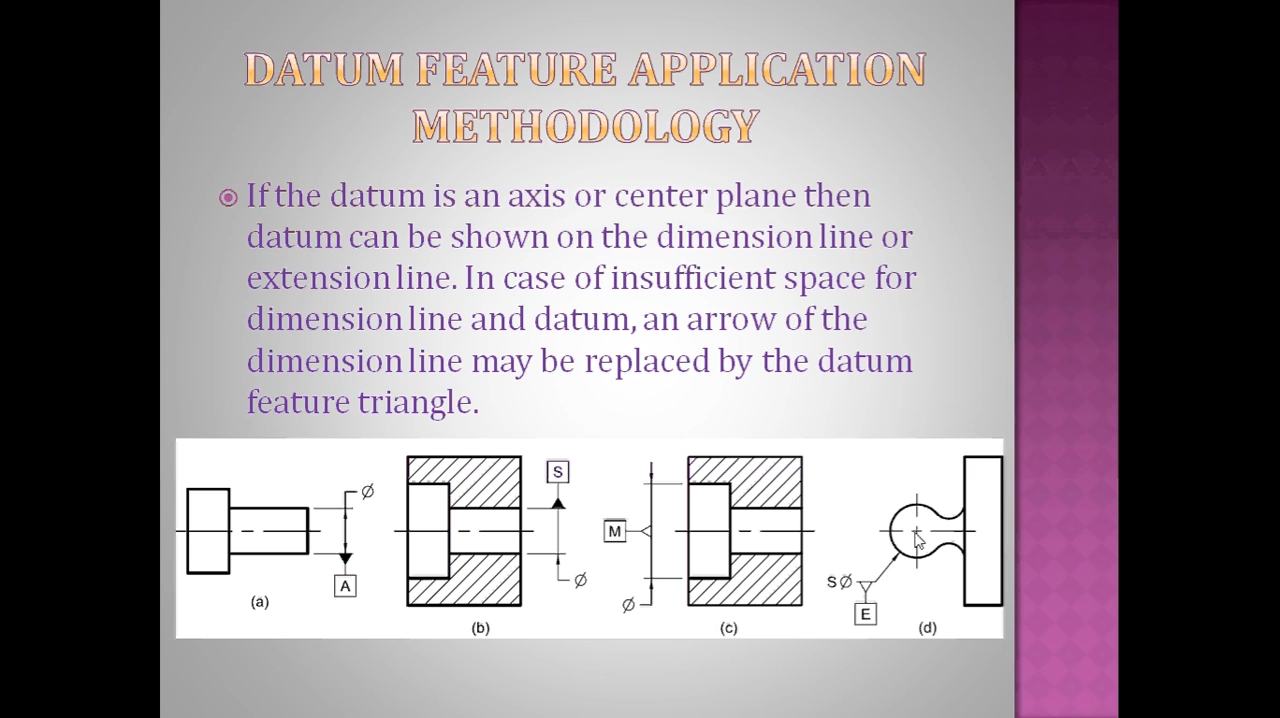 DATUM FEATURE APPLICATION
METHODOLOGY
If the datum is an axis or center plane then
datum can be shown on the dimension line or
extension line. In case of insufficient space for
dimension line and datum, an arrow of the
dimension line may be replaced by the datum
feature triangle.
Ø
A
(a)
S
Ø
(b)
M
Ø
(c)
SØ
E
(d)